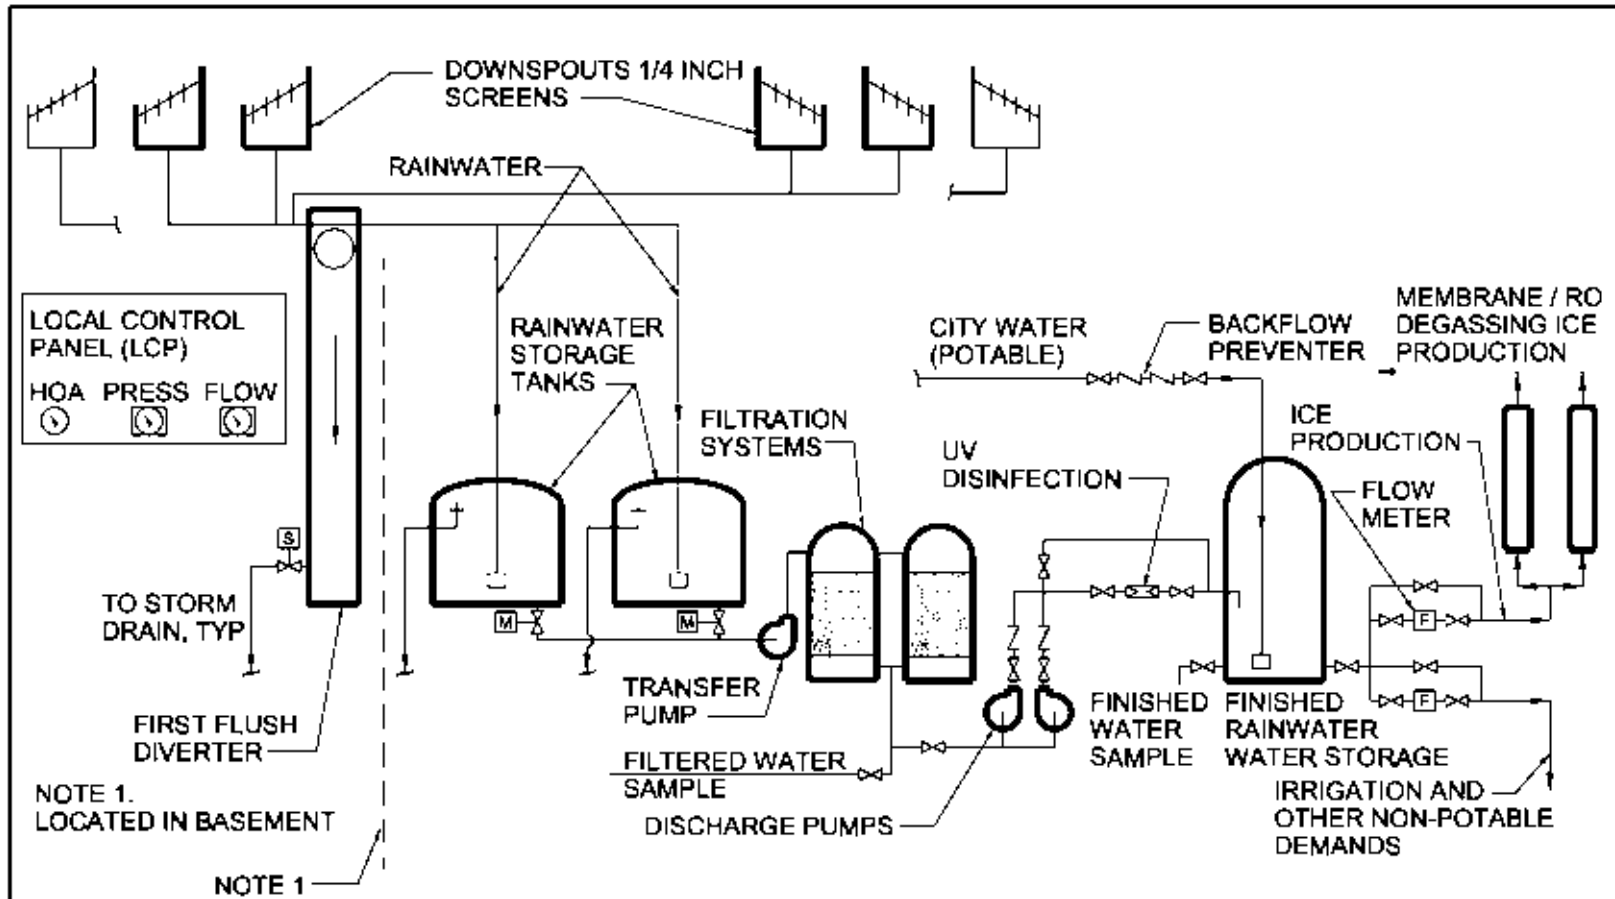 DOWNSPOUTS 1/4 INCH
SCREENS
RAINWATER
LOCAL CONTROL
PANEL (LCP)
HOA PRESS FLOW
RAINWATER
STORAGE
TANKS
CITY WATER
(POTABLE)
BACKFLOW
PREVENTER
MEMBRANE / RO
DEGASSING ICE
PRODUCTION
FILTRATION
SYSTEMS
UV
DISINFECTION
ICE
PRODUCTION
FLOW
METER
S
M
M
F
F
TO STORM
DRAIN, TYP
FIRST FLUSH
DIVERTER
TRANSFER
PUMP
FILTERED WATER
SAMPLE
DISCHARGE PUMPS
FINISHED
WATER
SAMPLE
FINISHED
RAINWATER
WATER STORAGE
IRRIGATION AND
OTHER NON-POTABLE
DEMANDS
NOTE 1.
LOCATED IN BASEMENT
NOTE 1